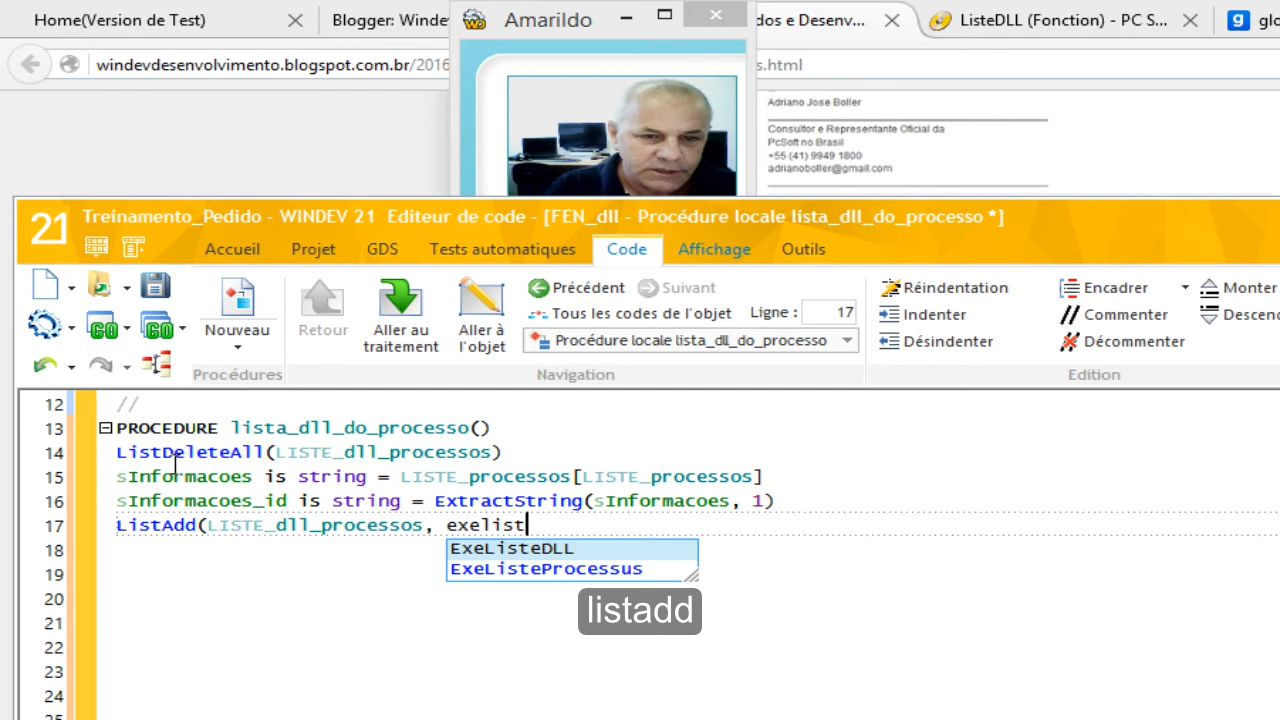 Home(Version de Test)
Blogger: Windev
Amarildo
dos e Desenv...
ListeDLL (Fonction) - PC S...
glo
windevdesenvolvimento.blogspot.com.br/2016
s.html
Adriano Jose Boller
Consultor e Representante Oficial da
PcSoft no Brasil
+55 (41) 9949 1800
adrianoboller@gmail.com
21
Treinamento_Pedido - WINDEV 21 Editeur de code - [FEN_dll - Procédure locale lista_dll_do_processo *]
Accueil Projet GDS Tests automatiques Code Affichage Outils
Nouveau
Procédures
Retour
Aller au traitement
Aller à l'objet
Précédent Suivant
Tous les codes de l'objet Ligne : 17
Procédure locale lista_dll_do_processo
Navigation
Réindentation
Indenter
Désindenter
Encadrer
Commenter
Décommenter
Monter
Descend
Edition
12 //
13 PROCEDURE lista_dll_do_processo()
14 ListDeleteAll(LISTE_dll_processos)
15 sInformacoes is string = LISTE_processos[LISTE_processos]
16 sInformacoes_id is string = ExtractString(sInformacoes, 1)
17 ListAdd(LISTE_dll_processos, exelist
18
ExeListeDLL
19
ExeListeProcessus
20
listadd
21
22
23
24
25